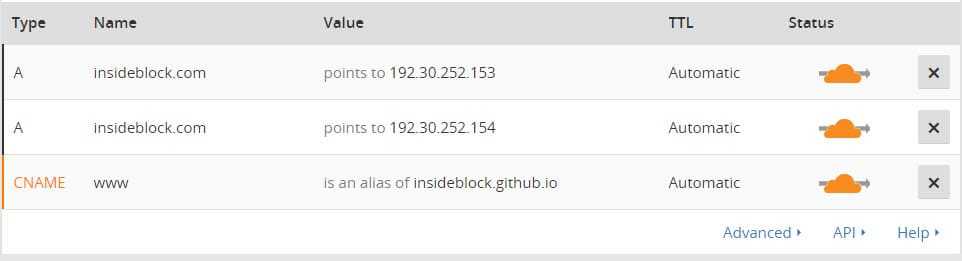 Type Name Value TTL Status
A insideblock.com points to 192.30.252.153 Automatic
A insideblock.com points to 192.30.252.154 Automatic
CNAME www is an alias of insideblock.github.io Automatic
Advanced API Help